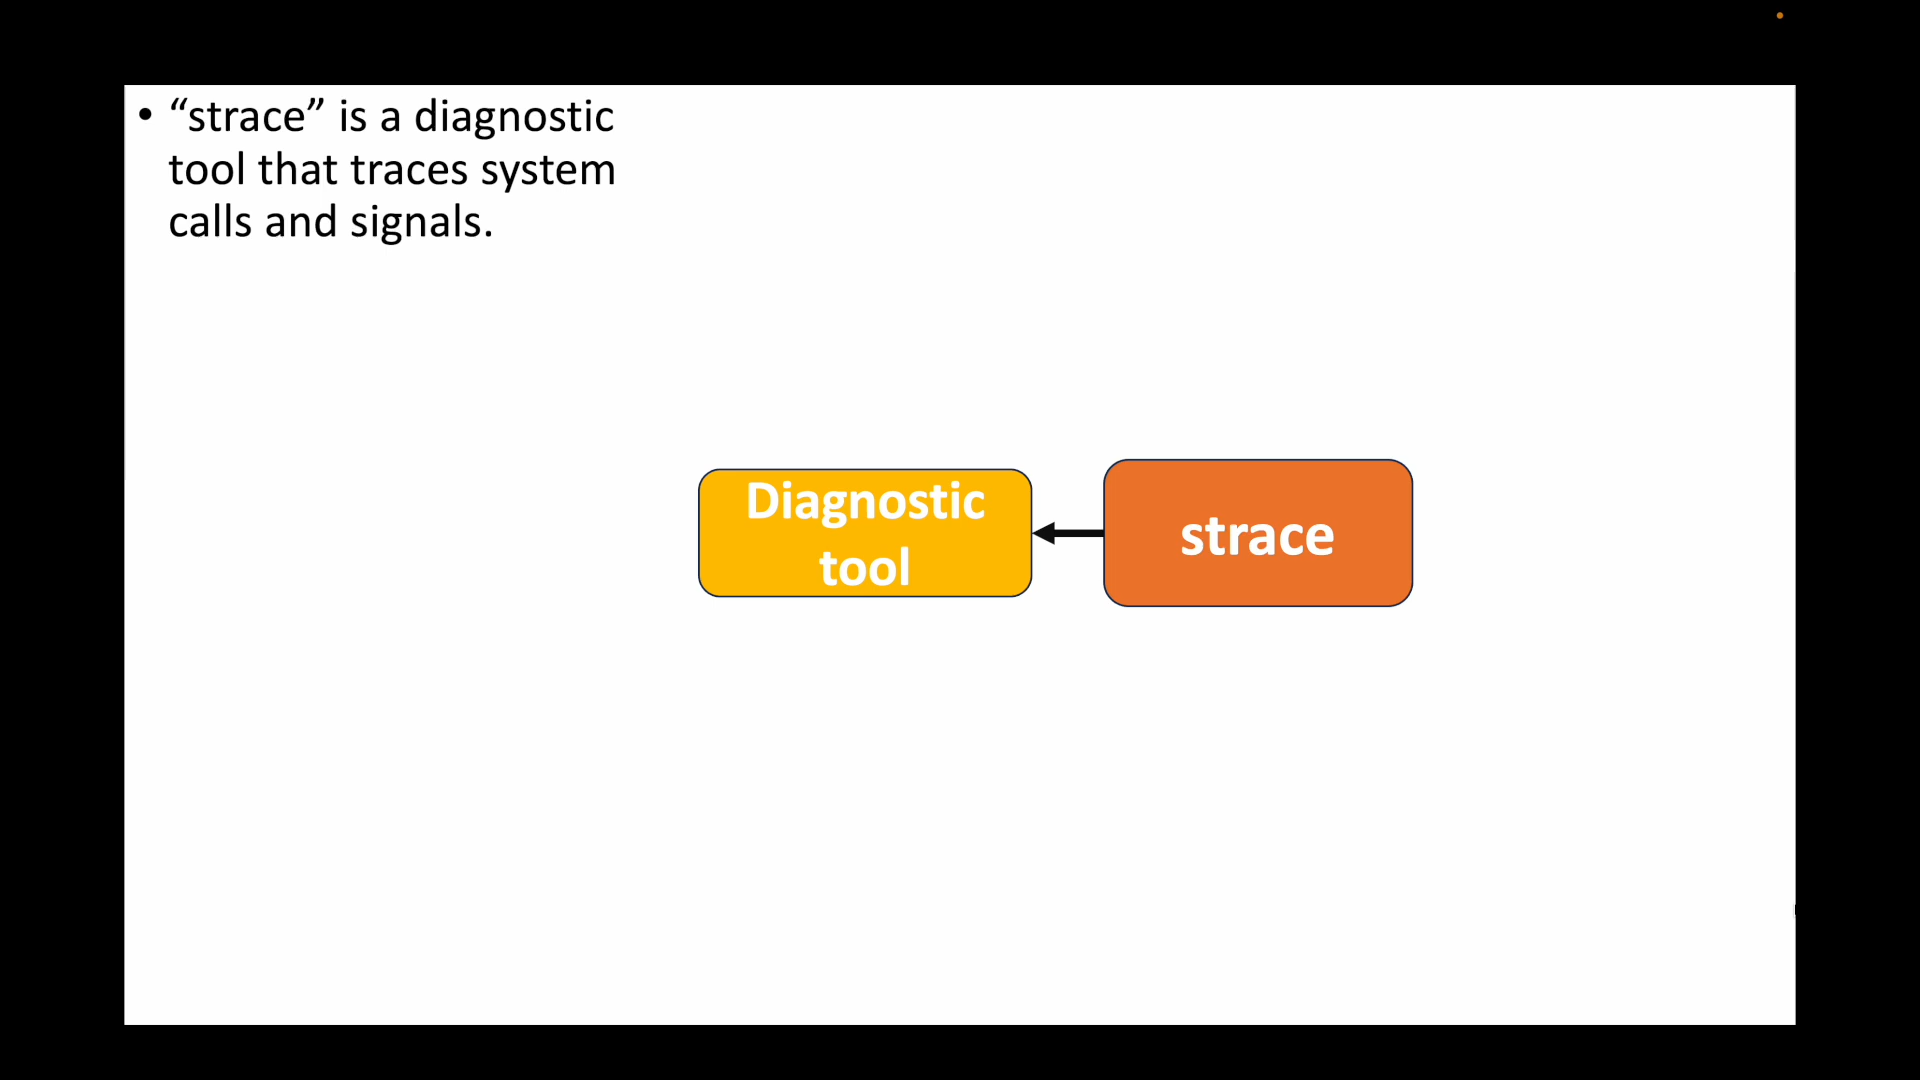 • “strace” is a diagnostic
tool that traces system
calls and signals.
Diagnostic
tool
strace